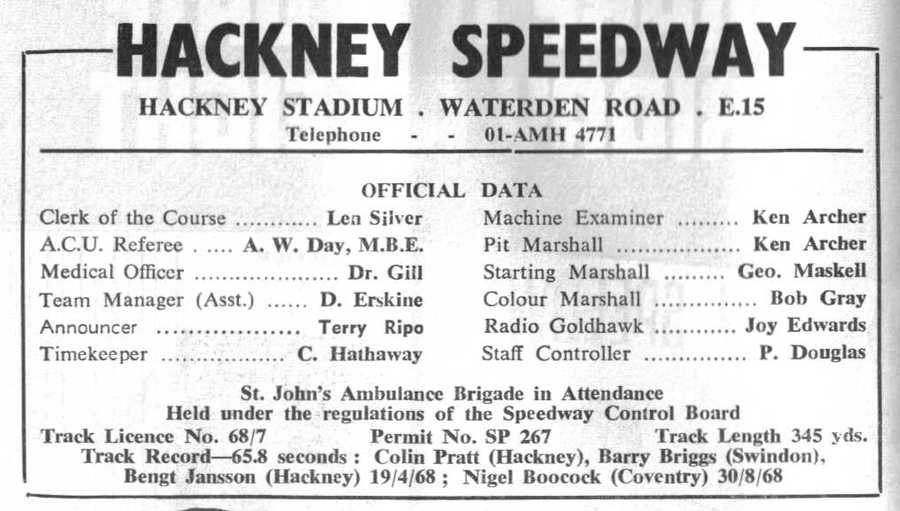 HACKNEY SPEEDWAY
HACKNEY STADIUM . WATERDEN ROAD . E.15
Telephone - - 01-AMH 4771
OFFICIAL DATA
Clerk of the Course ............ Len Silver
A.C.U. Referee . ..... A. W. Day, M.B.E.
Medical Officer ..................... Dr. Gill
Team Manager (Asst.) ...... D. Erskine
Announcer .................. Terry Ripo
Timekeeper .................. C. Hathaway
Machine Examiner ......... Ken Archer
Pit Marshall .................. Ken Archer
Starting Marshall ......... Geo. Maskell
Colour Marshall ............... Bob Gray
Radio Goldhawk ............ Joy Edwards
Staff Controller ............... P. Douglas
St. John's Ambulance Brigade in Attendance
Held under the regulations of the Speedway Control Board
Track Licence No. 68/7 Permit No. SP 267 Track Length 345 yds.
Track Record—65.8 seconds : Colin Pratt (Hackney), Barry Briggs (Swindon),
Bengt Jansson (Hackney) 19/4/68 ; Nigel Boocock (Coventry) 30/8/68